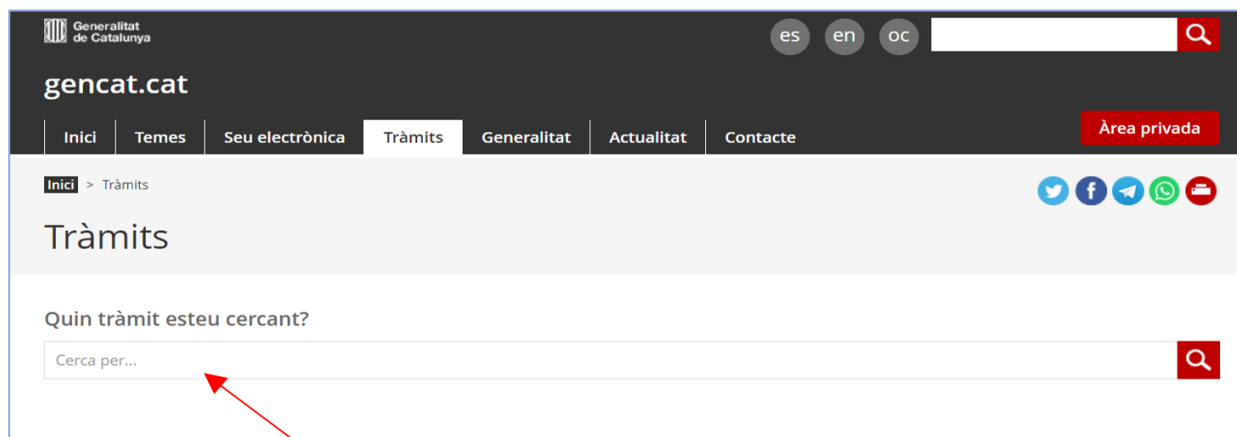 Generalitat
de Catalunya
es en oc
gencat.cat
Inici Temes Seu electrònica Tràmits Generalitat Actualitat Contacte
Àrea privada
Inici > Tràmits
Tràmits
Quin tràmit esteu cercant?
Cerca per...